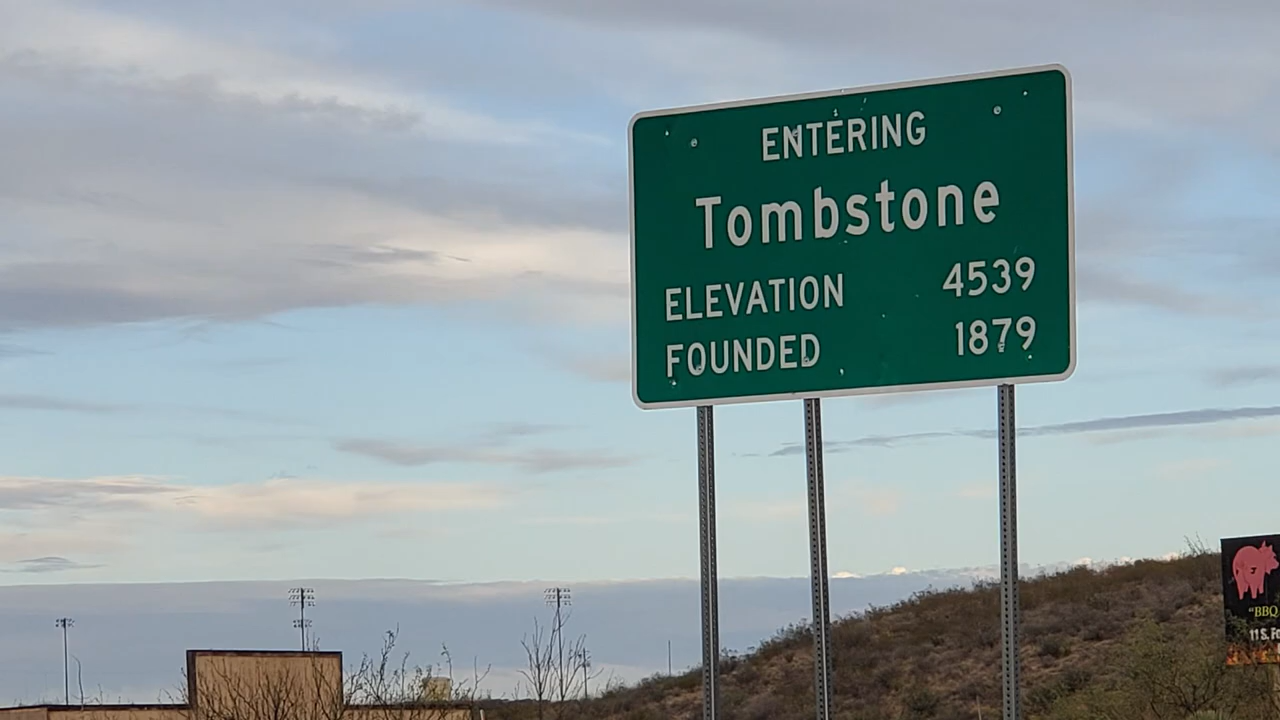 ENTERING
Tombstone
ELEVATION 4539
FOUNDED 1879
"BBQ
11 S.